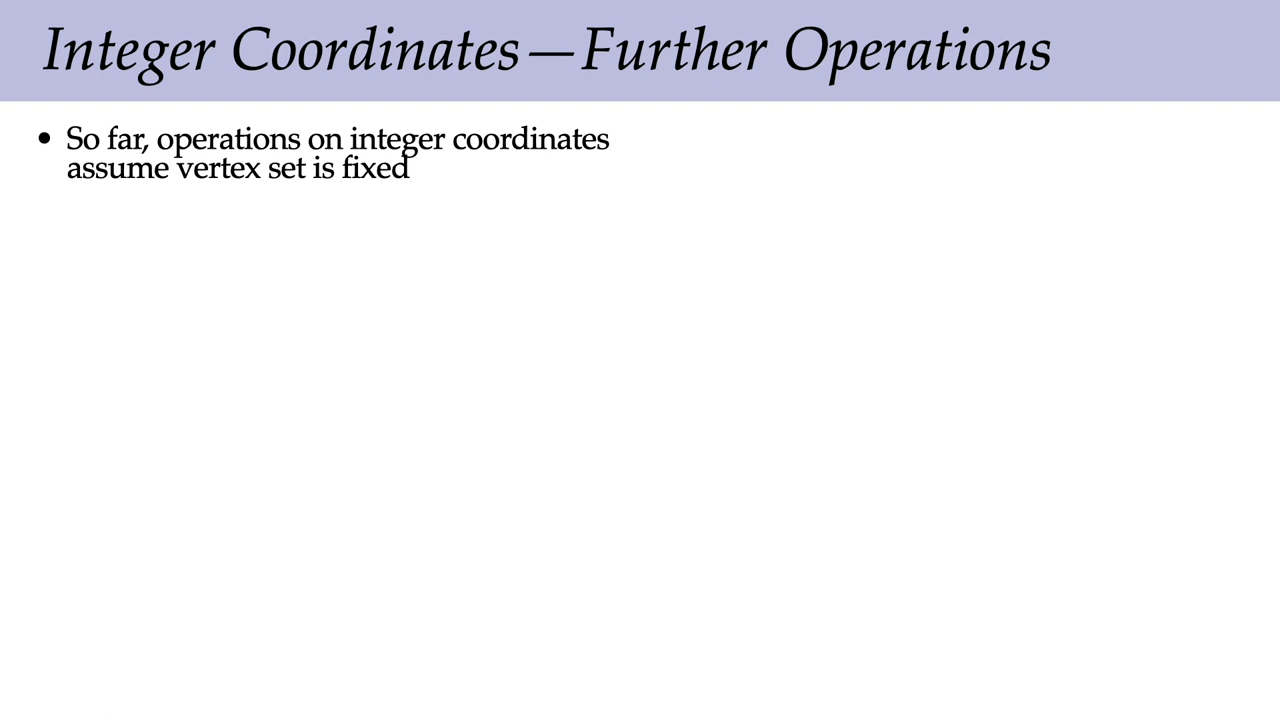 Integer Coordinates—Further Operations
• So far, operations on integer coordinates
assume vertex set is fixed